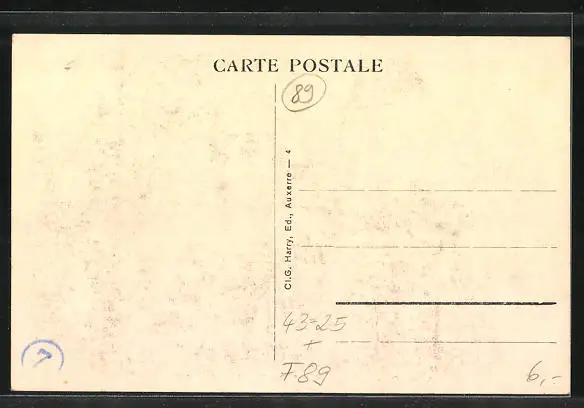 CARTE POSTALE
89
Cl.G. Harry, Ed., Auxerre — 4
43=25
+
F89
6,-